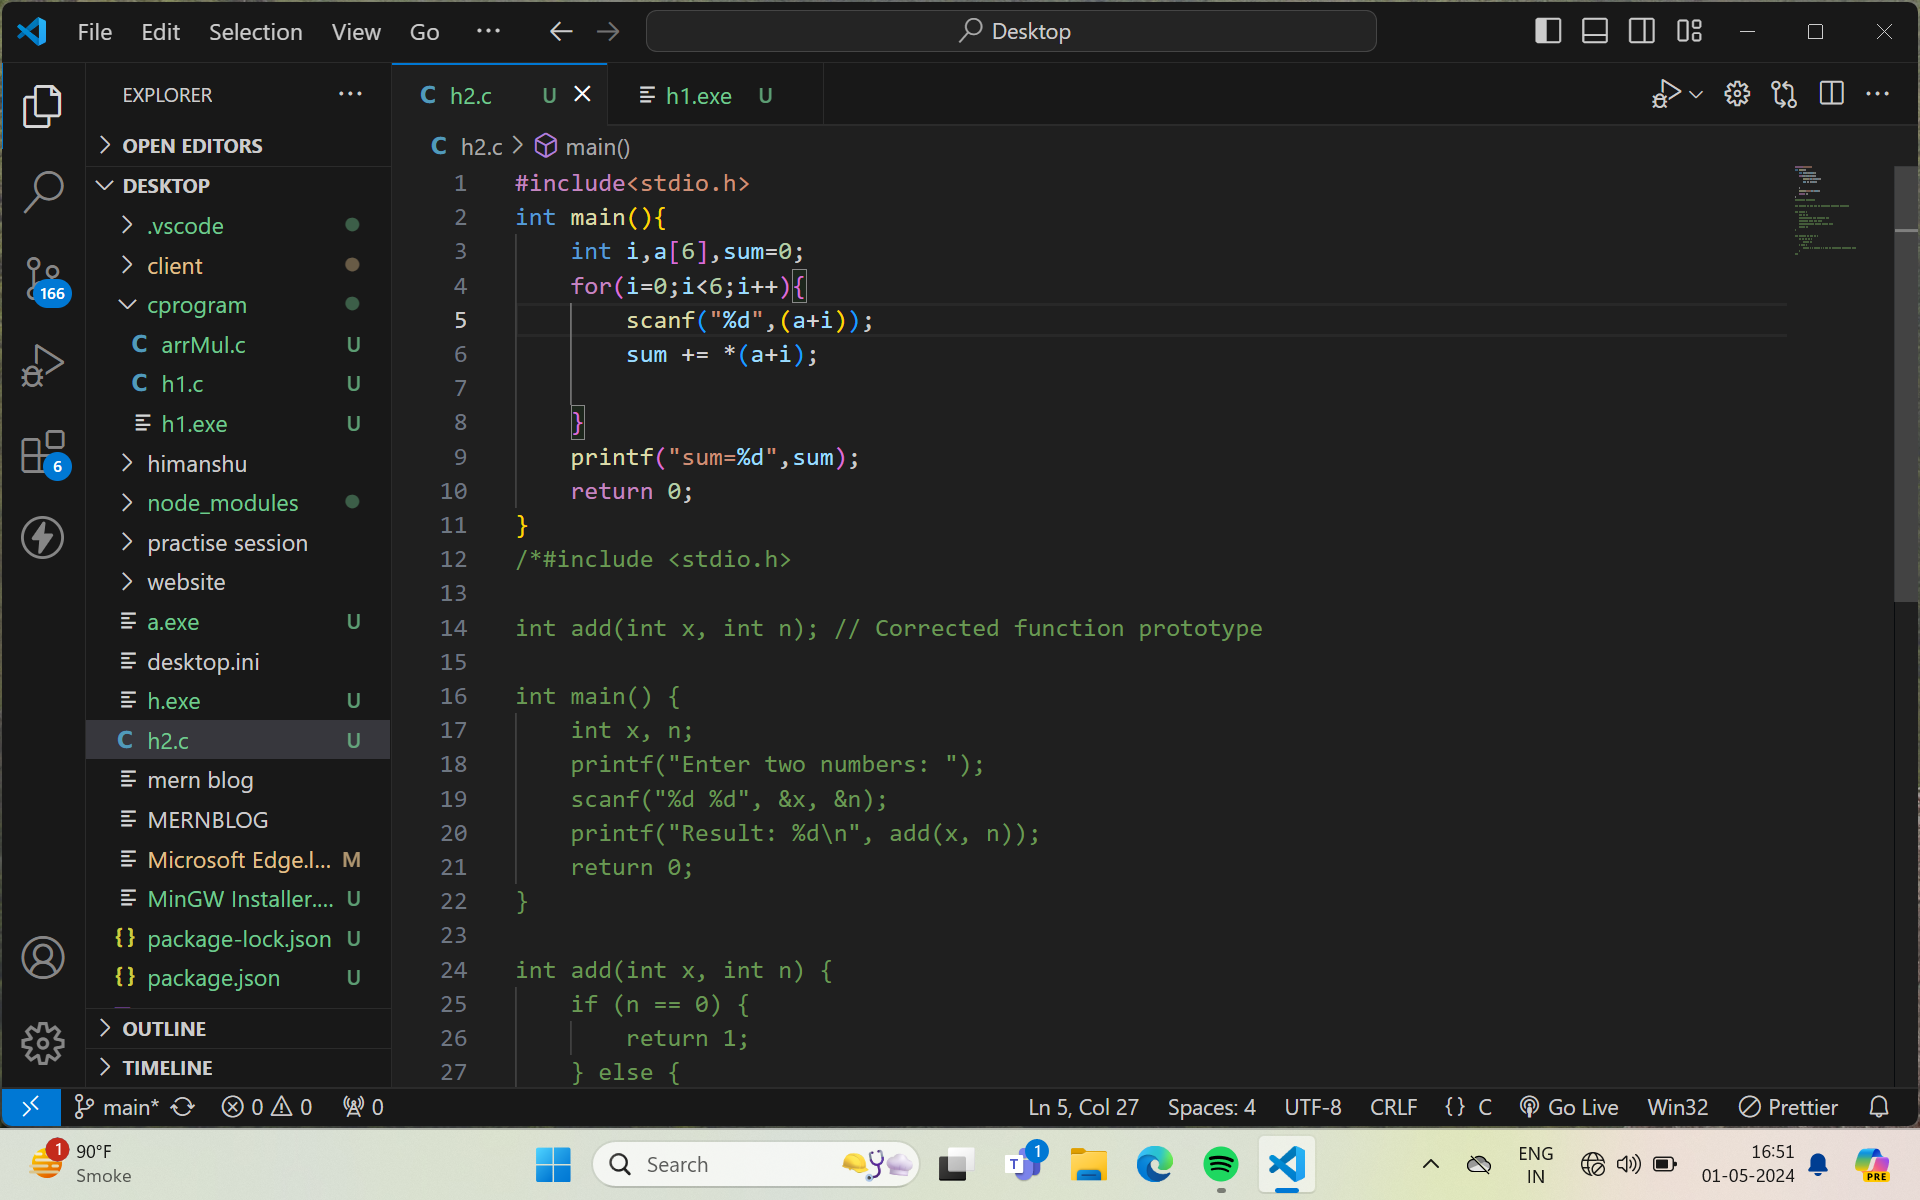 File Edit Selection View Go ··· Desktop
EXPLORER ···
OPEN EDITORS
DESKTOP
.vscode
client
cprogram
C arrMul.c U
C h1.c U
h1.exe U
himanshu
node_modules
practise session
website
a.exe U
desktop.ini
h.exe U
C h2.c U
mern blog
MERNBLOG
Microsoft Edge.l... M
MinGW Installer.... U
{} package-lock.json U
{} package.json U
OUTLINE
TIMELINE
166
6
C h2.c U h1.exe U
C h2.c > main()
1 #include<stdio.h>
2 int main(){
3 int i,a[6],sum=0;
4 for(i=0;i<6;i++){
5 scanf("%d",(a+i));
6 sum += *(a+i);
7
8 }
9 printf("sum=%d",sum);
10 return 0;
11 }
12 /*#include <stdio.h>
13
14 int add(int x, int n); // Corrected function prototype
15
16 int main() {
17 int x, n;
18 printf("Enter two numbers: ");
19 scanf("%d %d", &x, &n);
20 printf("Result: %d\n", add(x, n));
21 return 0;
22 }
23
24 int add(int x, int n) {
25 if (n == 0) {
26 return 1;
27 } else {
main* 0 0 0 Ln 5, Col 27 Spaces: 4 UTF-8 CRLF {} C Go Live Win32 Prettier
1 90°F
Smoke
Search
T 1
ENG
IN
16:51
01-05-2024
PRE